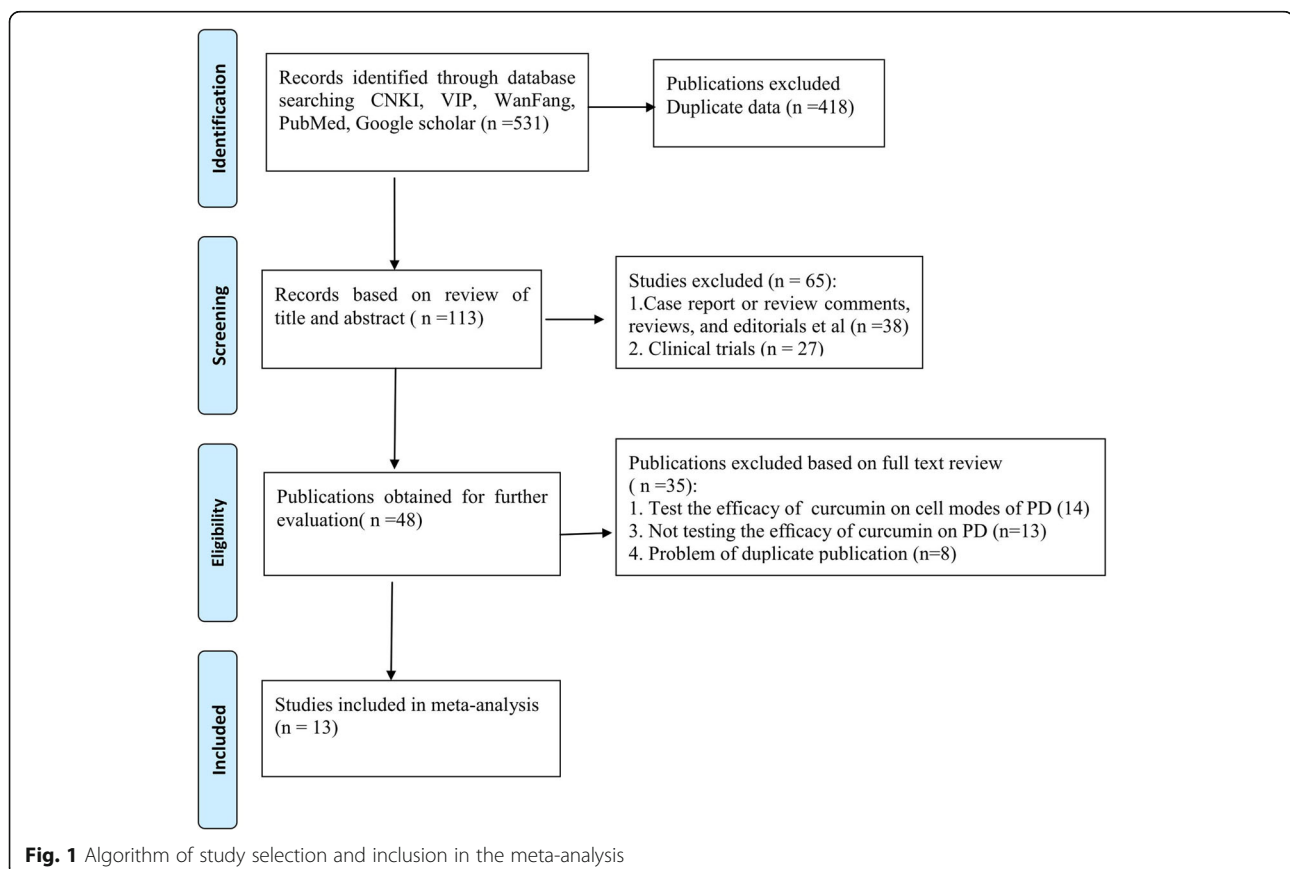 Identification
Records identified through database
searching CNKI, VIP, WanFang,
PubMed, Google scholar (n =531)
Publications excluded
Duplicate data (n =418)
Screening
Records based on review of
title and abstract ( n =113)
Studies excluded (n = 65):
1.Case report or review comments,
reviews, and editorials et al (n =38)
2. Clinical trials (n = 27)
Eligibility
Publications obtained for further
evaluation( n =48)
Publications excluded based on full text review
( n =35):
1. Test the efficacy of curcumin on cell modes of PD (14)
3. Not testing the efficacy of curcumin on PD (n=13)
4. Problem of duplicate publication (n=8)
Included
Studies included in meta-analysis
(n = 13)
Fig. 1 Algorithm of study selection and inclusion in the meta-analysis